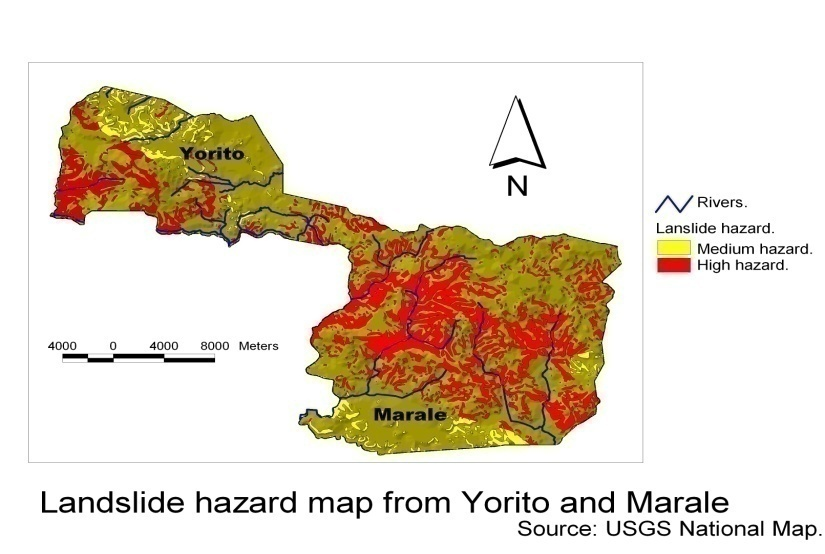 Yorito
N
Rivers.
Lanslide hazard.
Medium hazard.
High hazard.
4000 0 4000 8000 Meters
Marale
Landslide hazard map from Yorito and Marale
Source: USGS National Map.